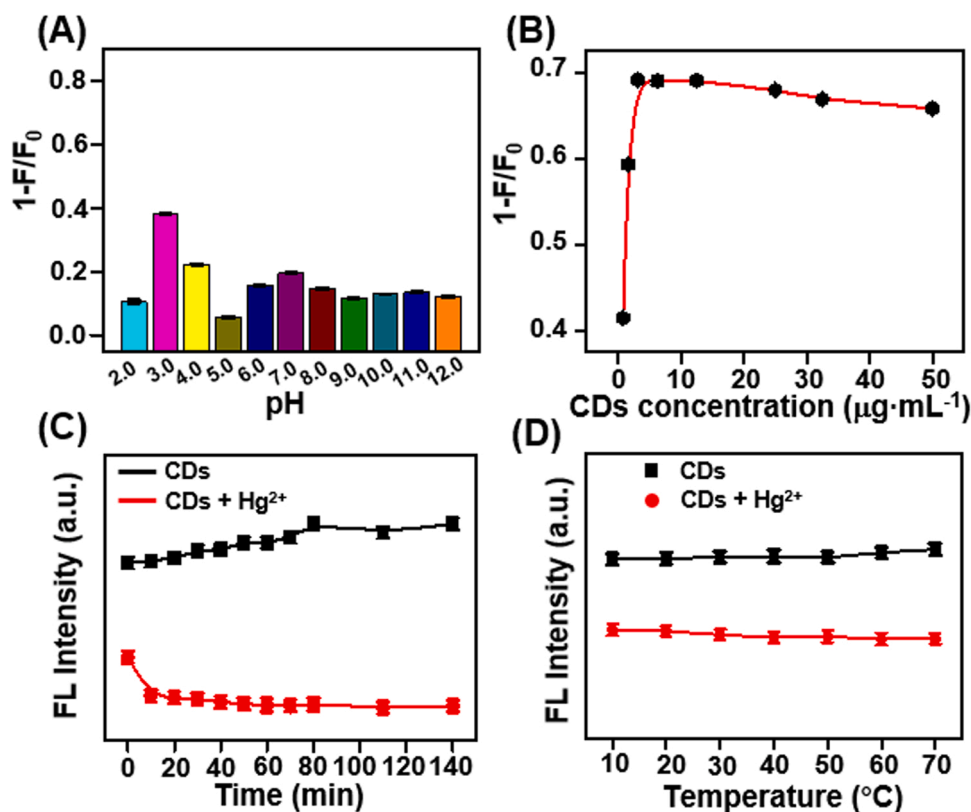 (A)
1-F/F₀
0.8
0.6
0.4
0.2
0.0
2.0 3.0 4.0 5.0 6.0 7.0 8.0 9.0 10.0 11.0 12.0
pH
(B)
1-F/F₀
0.7
0.6
0.5
0.4
0 10 20 30 40 50
CDs concentration (μg·mL⁻¹)
(C)
CDs
CDs + Hg²⁺
FL Intensity (a.u.)
0 20 40 60 80 100 120 140
Time (min)
(D)
CDs
CDs + Hg²⁺
FL Intensity (a.u.)
10 20 30 40 50 60 70
Temperature (°C)